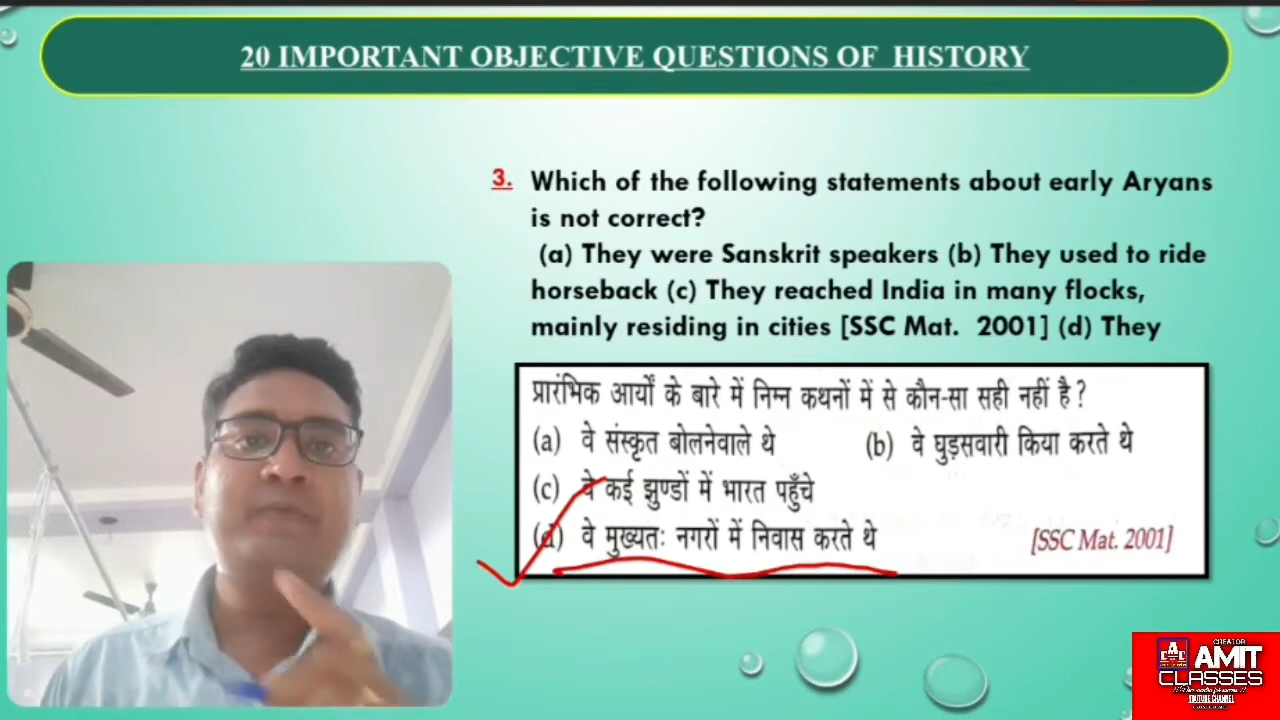 20 IMPORTANT OBJECTIVE QUESTIONS OF HISTORY
3. Which of the following statements about early Aryans
is not correct?
(a) They were Sanskrit speakers (b) They used to ride
horseback (c) They reached India in many flocks,
mainly residing in cities [SSC Mat. 2001] (d) They
प्रारंभिक आर्यों के बारे में निम्न कथनों में से कौन-सा सही नहीं है ?
(a) वे संस्कृत बोलनेवाले थे (b) वे घुड़सवारी किया करते थे
(c) वे कई झुण्डों में भारत पहुँचे
(d) वे मुख्यतः नगरों में निवास करते थे [SSC Mat. 2001]
CREATOR
AMIT
CLASSES
YOUTUBE CHANNEL